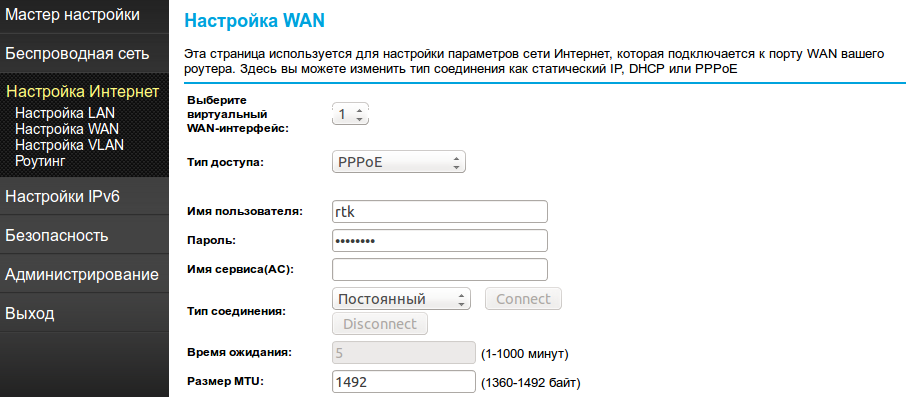 Мастер настройки
Беспроводная сеть
Настройка Интернет
Настройка LAN
Настройка WAN
Настройка VLAN
Роутинг
Настройки IPv6
Безопасность
Администрирование
Выход
Настройка WAN
Эта страница используется для настройки параметров сети Интернет, которая подключается к порту WAN вашего
роутера. Здесь вы можете изменить тип соединения как статический IP, DHCP или PPPoE
Выберите
виртуальный
WAN-интерфейс:
1
Тип доступа:
PPPoE
Имя пользователя:
rtk
Пароль:
••••••••
Имя сервиса(AC):
Тип соединения:
Постоянный
Connect
Disconnect
Время ожидания:
5
(1-1000 минут)
Размер MTU:
1492
(1360-1492 байт)